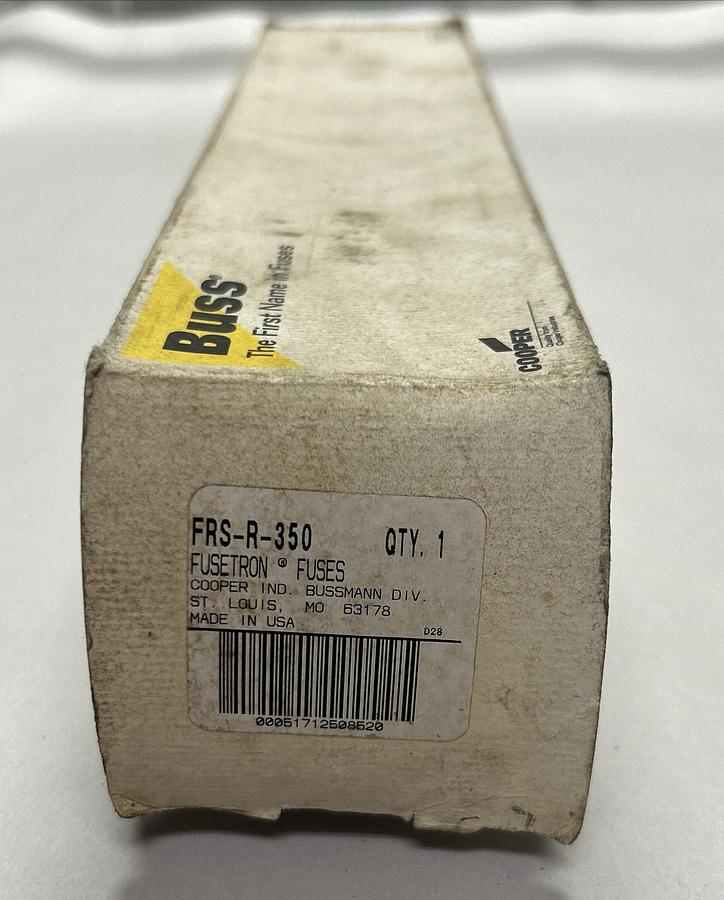 Buss®
The First Name in Fuses
COOPER
FRS-R-350 QTY. 1
FUSETRON ® FUSES
COOPER IND. BUSSMANN DIV.
ST. LOUIS, MO 63178
MADE IN USA
D28
00051712508520